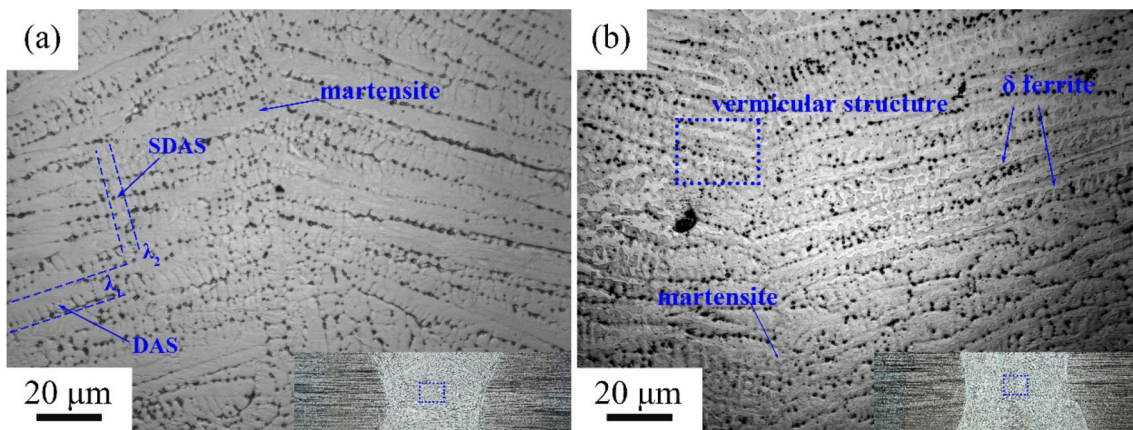 (a)
martensite
SDAS
λ2
λ1
DAS
20 μm
(b)
vermicular structure
δ ferrite
martensite
20 μm